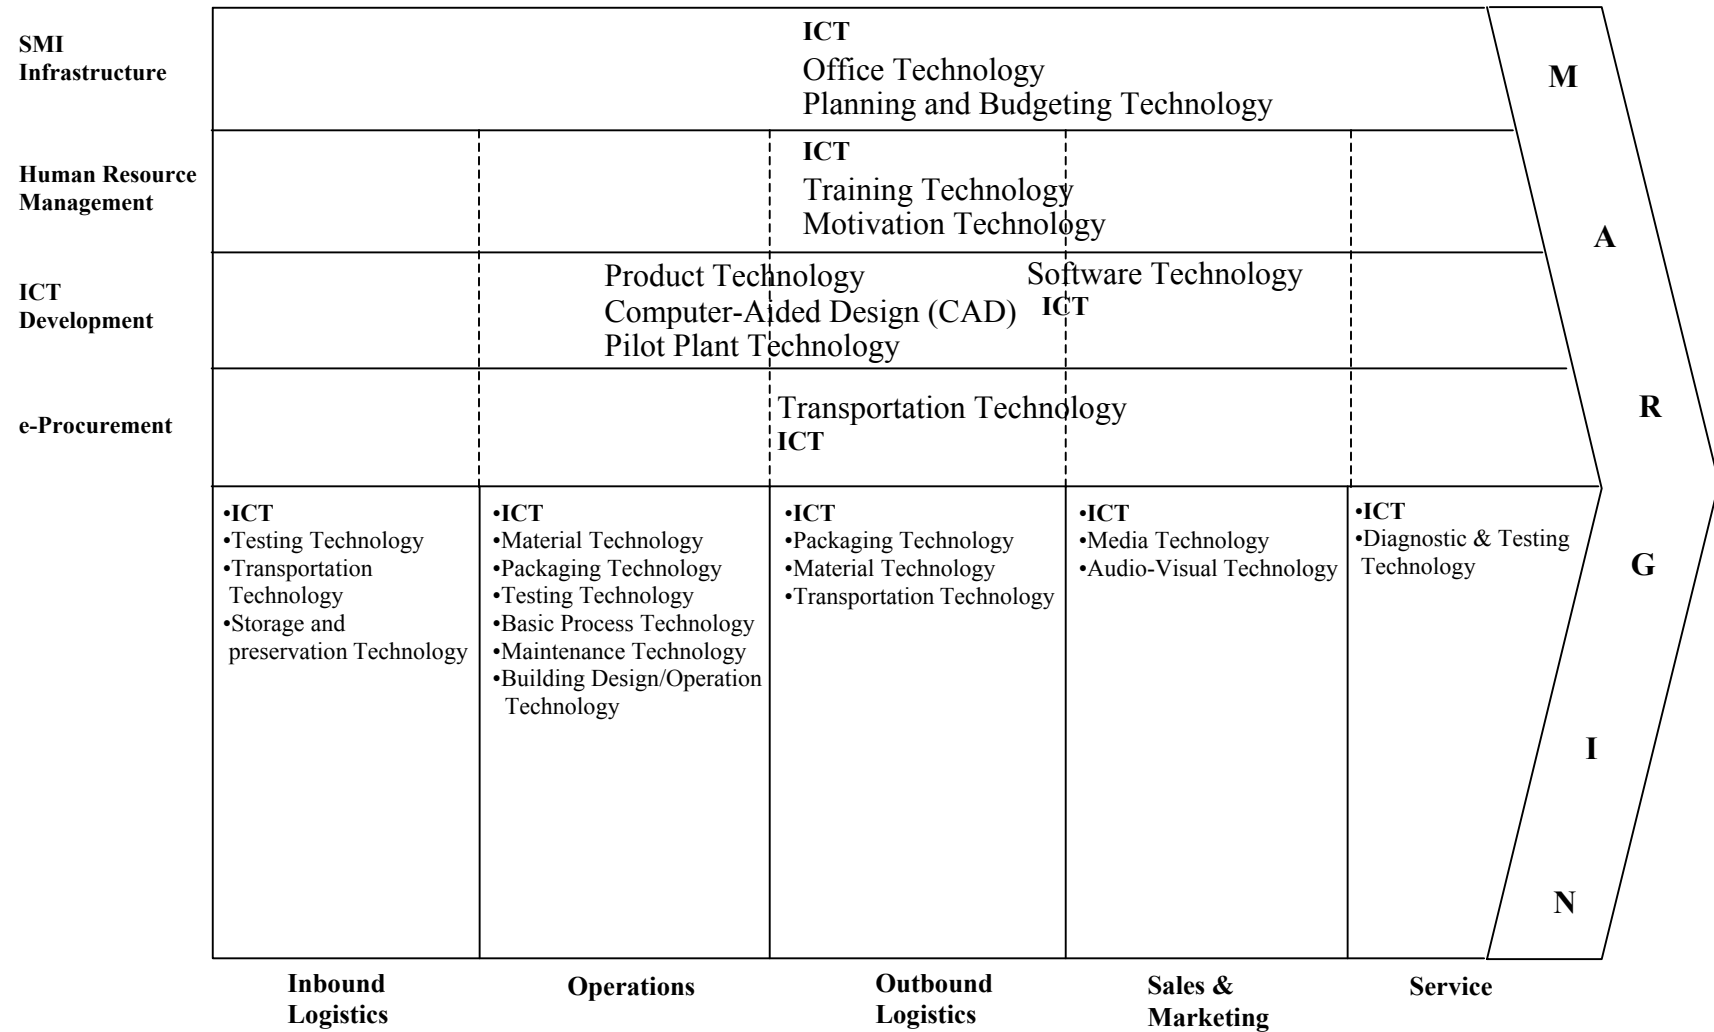 SMI
Infrastructure
ICT
Office Technology
Planning and Budgeting Technology
M
Human Resource
Management
ICT
Training Technology
Motivation Technology
A
ICT
Development
Product Technology
Computer-Aided Design (CAD)
Pilot Plant Technology
Software Technology
ICT
R
e-Procurement
Transportation Technology
ICT
•ICT
•Testing Technology
•Transportation
Technology
•Storage and
preservation Technology
•ICT
•Material Technology
•Packaging Technology
•Testing Technology
•Basic Process Technology
•Maintenance Technology
•Building Design/Operation
Technology
•ICT
•Packaging Technology
•Material Technology
•Transportation Technology
•ICT
•Media Technology
•Audio-Visual Technology
•ICT
•Diagnostic & Testing
Technology
G
I
N
Inbound
Logistics
Operations
Outbound
Logistics
Sales &
Marketing
Service